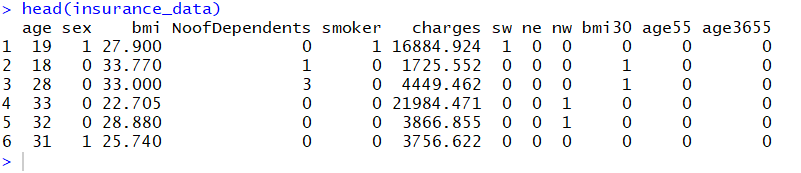 > head(insurance_data)
age sex bmi NoofDependents smoker charges sw ne nw bmi30 age55 age3655
1 19 1 27.900 0 1 16884.924 1 0 0 0 0 0
2 18 0 33.770 1 0 1725.552 0 0 0 1 0 0
3 28 0 33.000 3 0 4449.462 0 0 0 1 0 0
4 33 0 22.705 0 0 21984.471 0 0 1 0 0 0
5 32 0 28.880 0 0 3866.855 0 0 1 0 0 0
6 31 1 25.740 0 0 3756.622 0 0 0 0 0 0
>